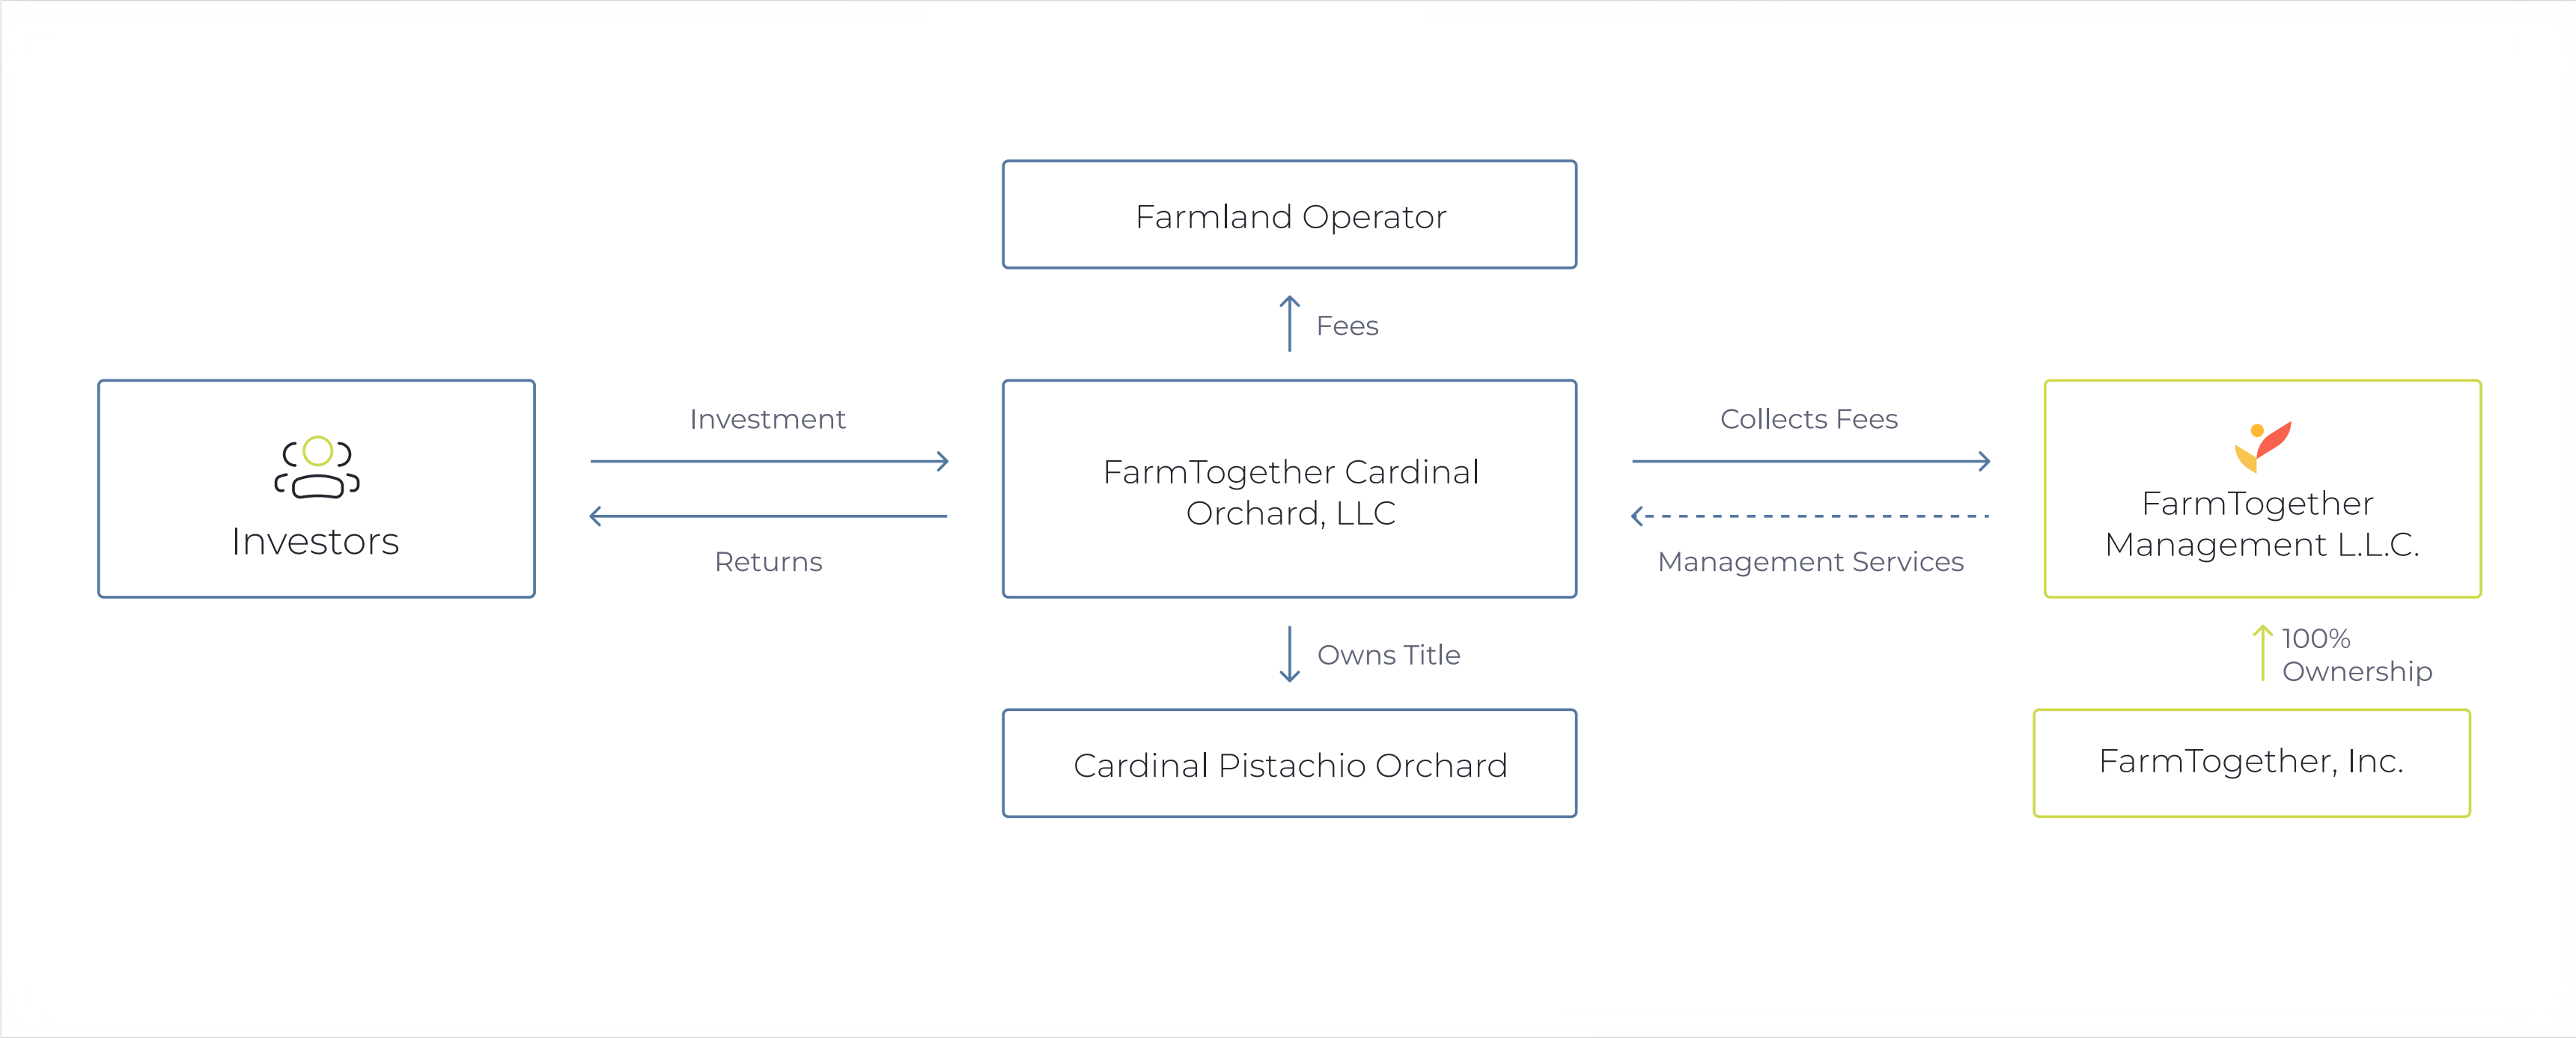 Farmland Operator
Fees
Investors
Investment
Returns
FarmTogether Cardinal
Orchard, LLC
Collects Fees
Management Services
FarmTogether
Management L.L.C.
Owns Title
100%
Ownership
Cardinal Pistachio Orchard
FarmTogether, Inc.